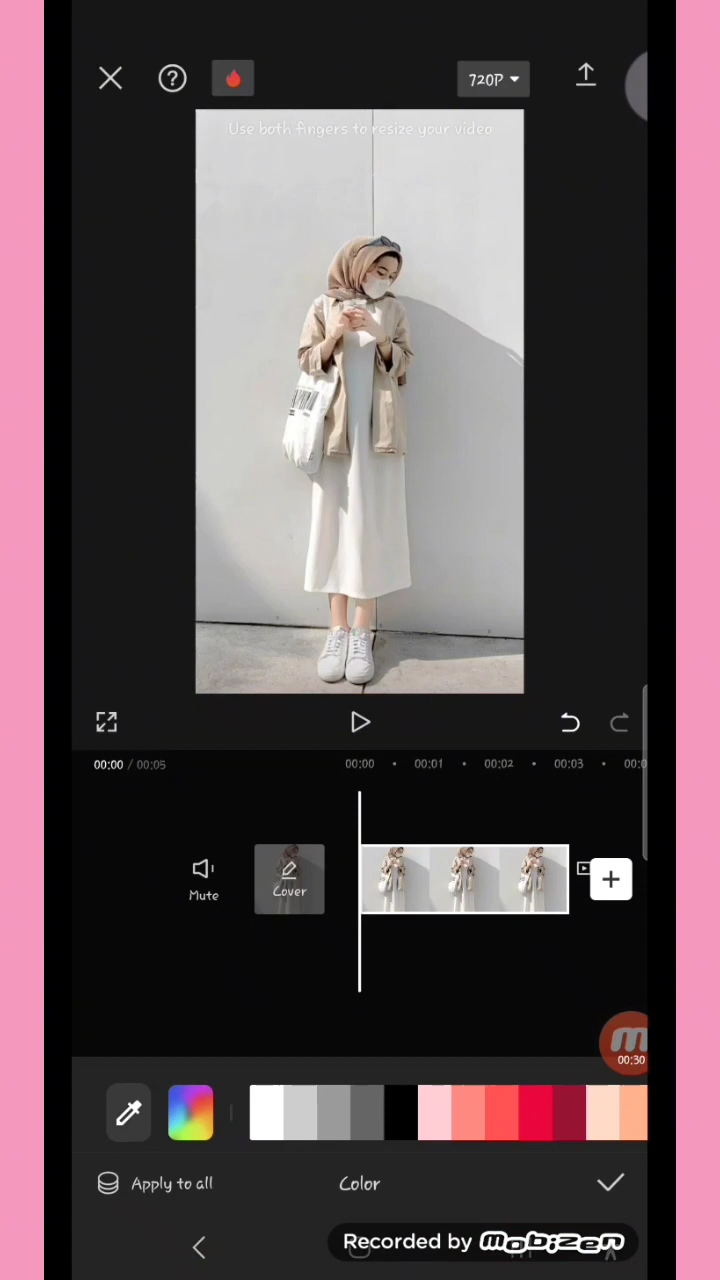 720P
Use both fingers to resize your video
00:00 / 00:05
00:00 00:01 00:02 00:03
Mute
Cover
00:30
Apply to all
Color
Recorded by mobizen